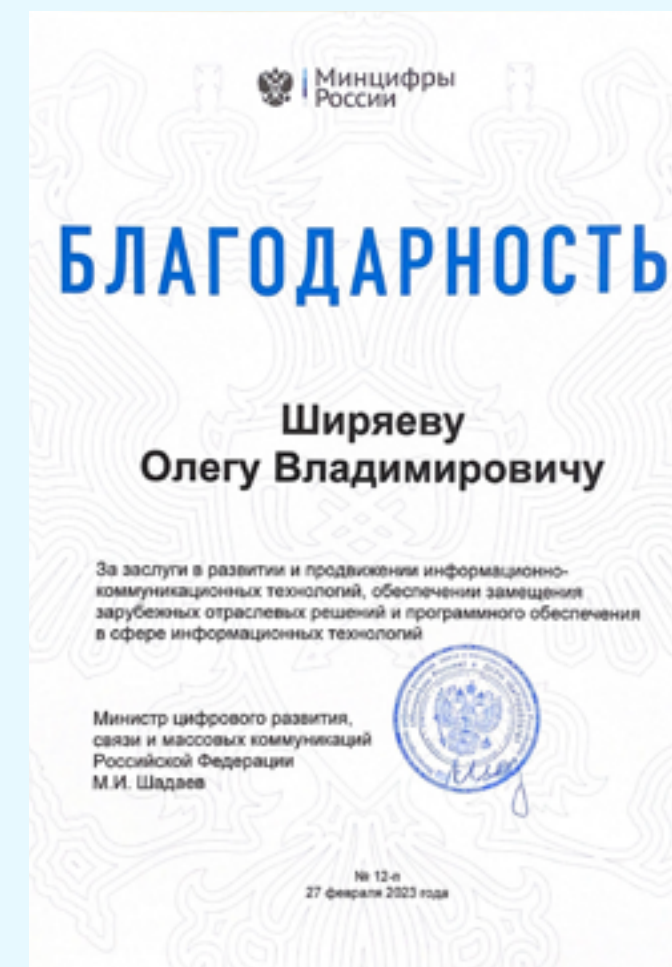 Минцифры
России
БЛАГОДАРНОСТЬ
Ширяеву
Олегу Владимировичу
За заслуги в развитии и продвижении информационно-
коммуникационных технологий, обеспечении замещения
зарубежных отраслевых решений и программного обеспечения
в сфере информационных технологий
Министр цифрового развития,
связи и массовых коммуникаций
Российской Федерации
М.И. Шадаев
№ 12-п
27 февраля 2023 года